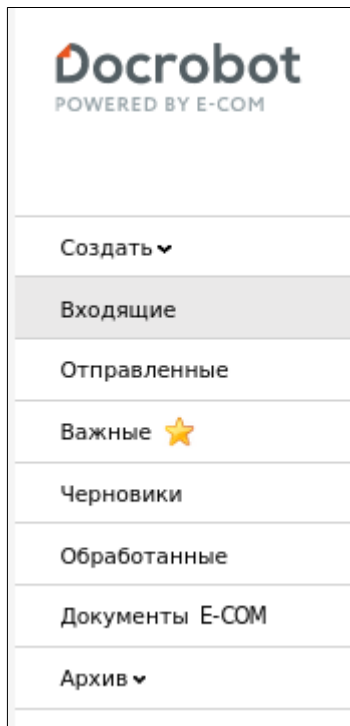 Docrobot
POWERED BY E-COM
Создать
Входящие
Отправленные
Важные
Черновики
Обработанные
Документы E-COM
Архив